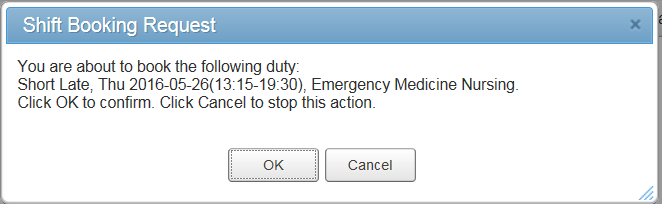 Shift Booking Request
You are about to book the following duty:
Short Late, Thu 2016-05-26(13:15-19:30), Emergency Medicine Nursing.
Click OK to confirm. Click Cancel to stop this action.
OK
Cancel